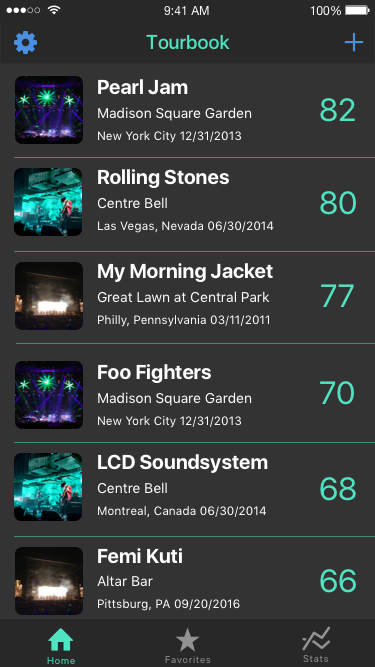 9:41 AM 100%
Tourbook
Pearl Jam
Madison Square Garden
New York City 12/31/2013
82
Rolling Stones
Centre Bell
Las Vegas, Nevada 06/30/2014
80
My Morning Jacket
Great Lawn at Central Park
Philly, Pennsylvania 03/11/2011
77
Foo Fighters
Madison Square Garden
New York City 12/31/2013
70
LCD Soundsystem
Centre Bell
Montreal, Canada 06/30/2014
68
Femi Kuti
Altar Bar
Pittsburg, PA 09/20/2016
66
Home Favorites Stats